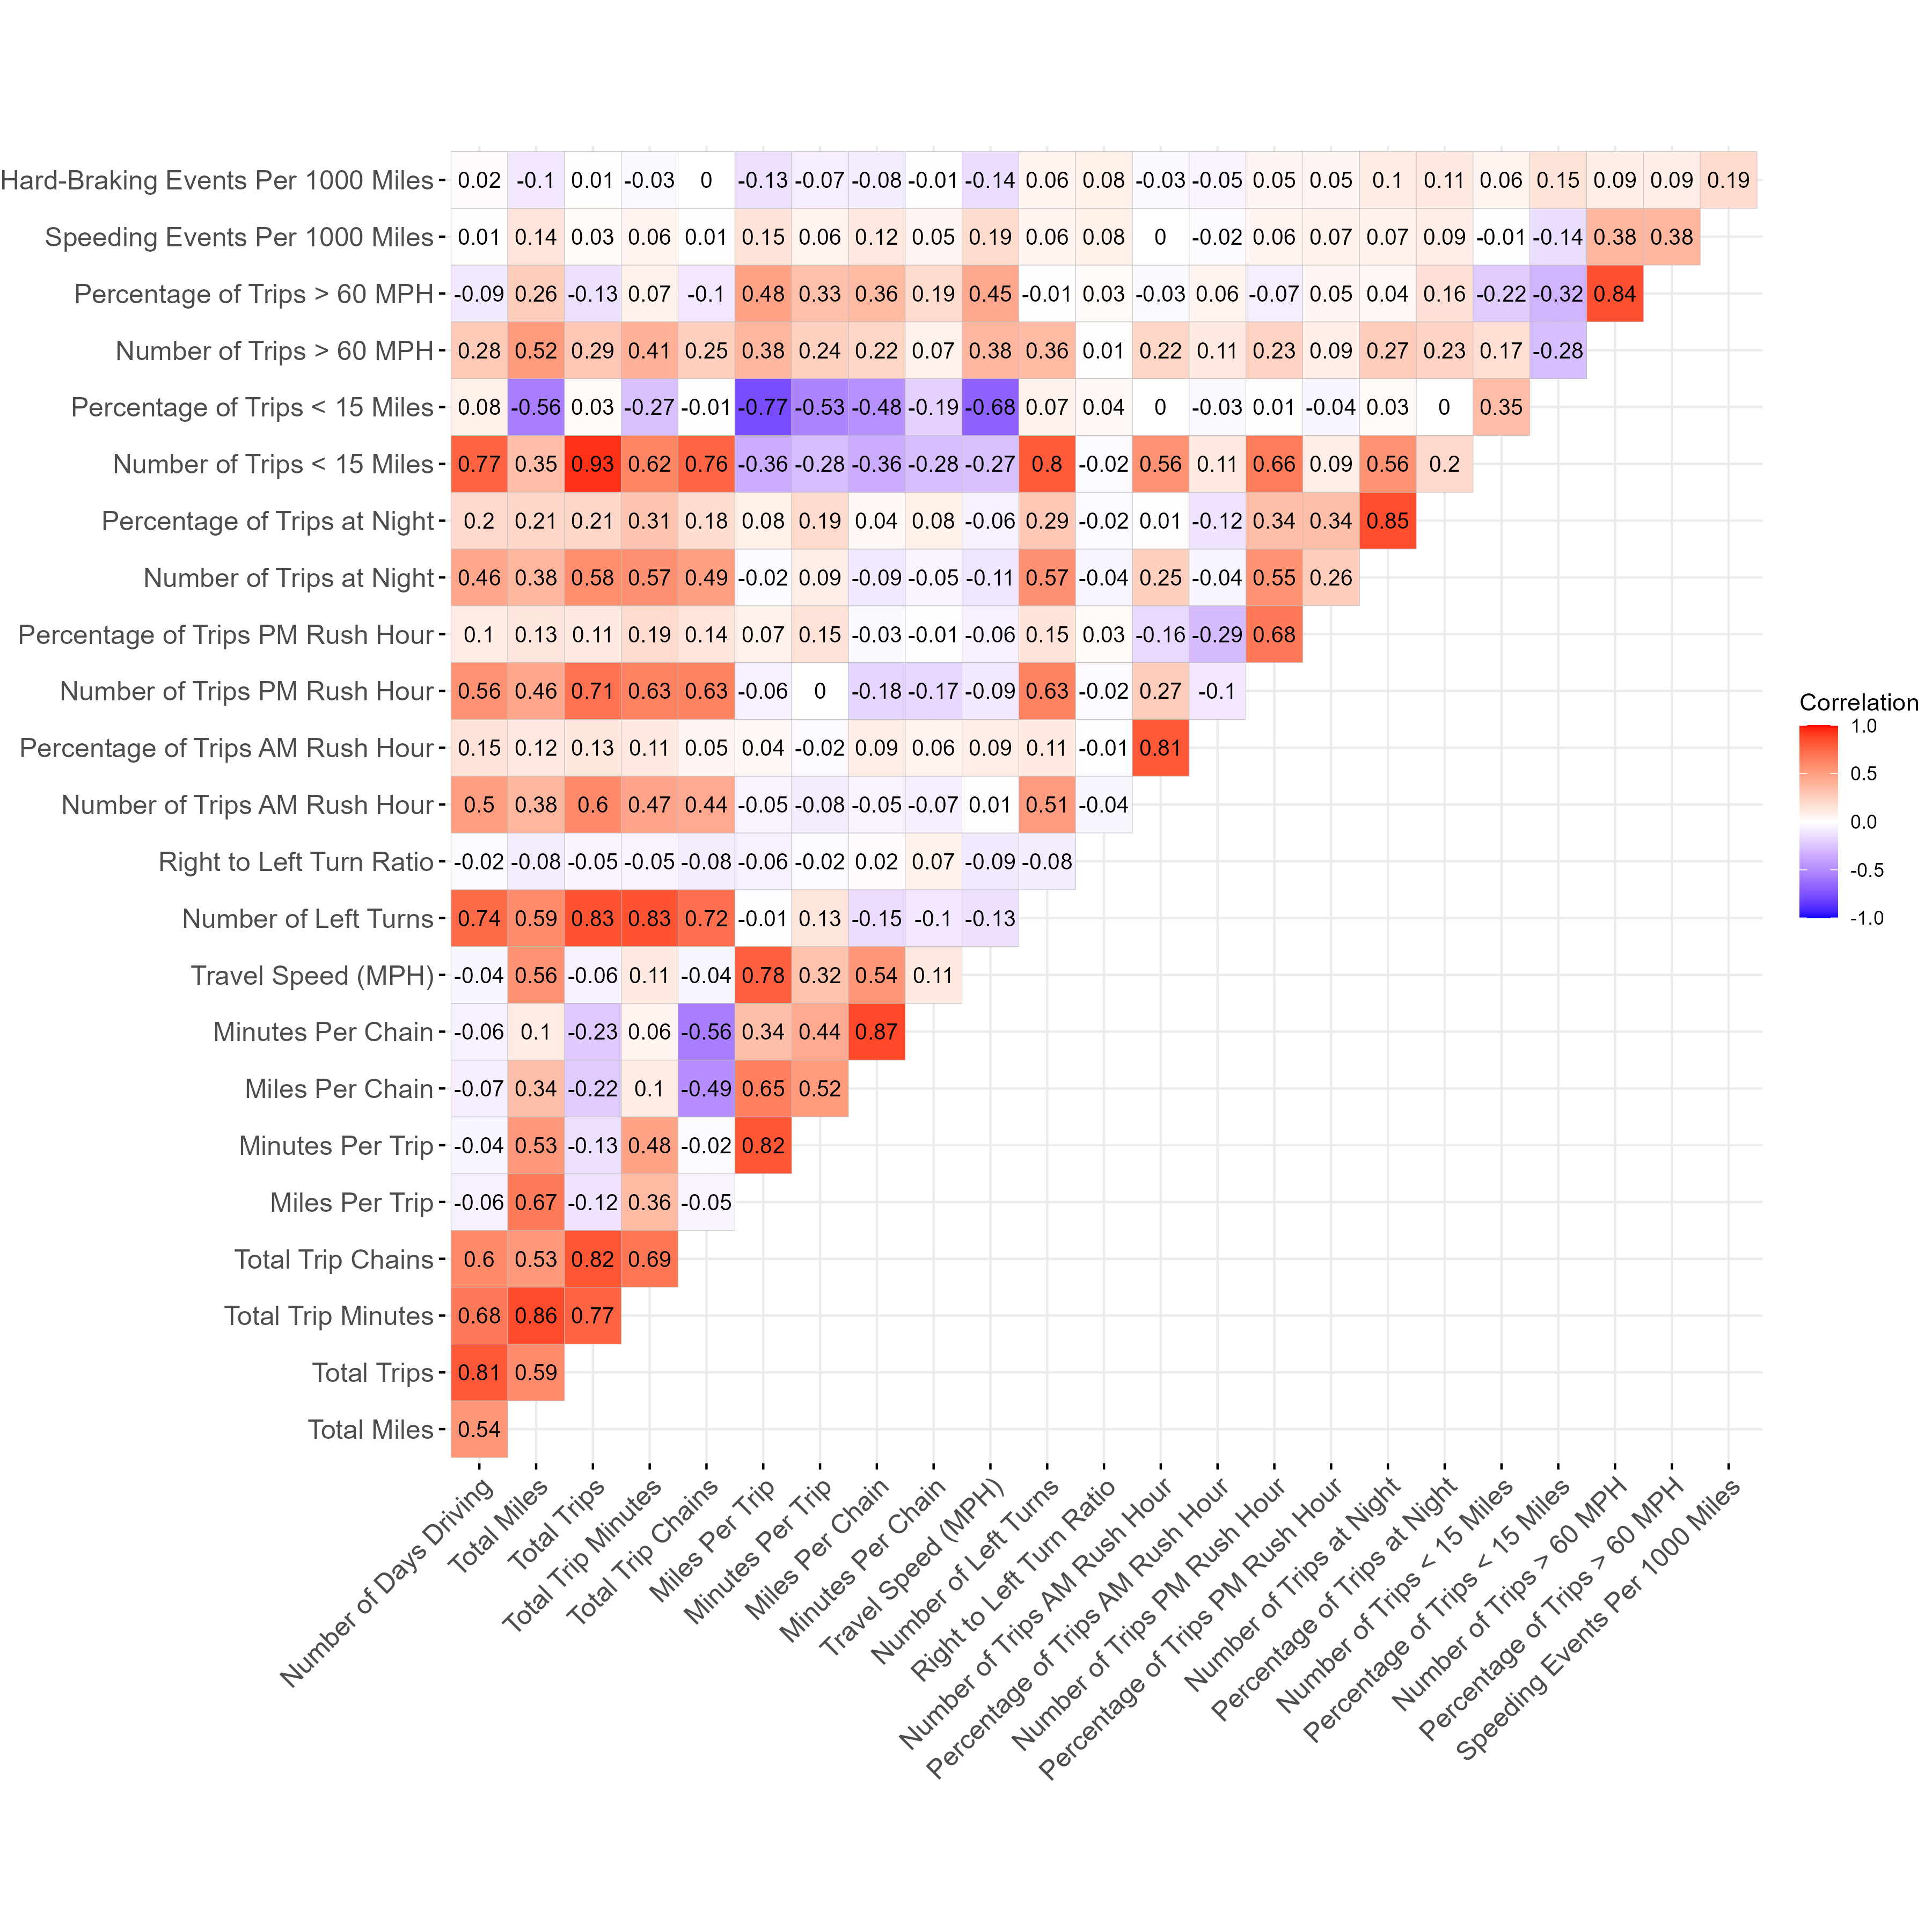 Hard-Braking Events Per 1000 Miles 0.02 -0.1 0.01 -0.03 0 -0.13 -0.07 -0.08 -0.01 -0.14 0.06 0.08 -0.03 -0.05 0.05 0.05 0.1 0.11 0.06 0.15 0.09 0.09 0.19
Speeding Events Per 1000 Miles 0.01 0.14 0.03 0.06 0.01 0.15 0.06 0.12 0.05 0.19 0.06 0.08 0 -0.02 0.06 0.07 0.07 0.09 -0.01 -0.14 0.38 0.38
Percentage of Trips > 60 MPH -0.09 0.26 -0.13 0.07 -0.1 0.48 0.33 0.36 0.19 0.45 -0.01 0.03 -0.03 0.06 -0.07 0.05 0.04 0.16 -0.22 -0.32 0.84
Number of Trips > 60 MPH 0.28 0.52 0.29 0.41 0.25 0.38 0.24 0.22 0.07 0.38 0.36 0.01 0.22 0.11 0.23 0.09 0.27 0.23 0.17 -0.28
Percentage of Trips < 15 Miles 0.08 -0.56 0.03 -0.27 -0.01 -0.77 -0.53 -0.48 -0.19 -0.68 0.07 0.04 0 -0.03 0.01 -0.04 0.03 0 0.35
Number of Trips < 15 Miles 0.77 0.35 0.93 0.62 0.76 -0.36 -0.28 -0.36 -0.28 -0.27 0.8 -0.02 0.56 0.11 0.66 0.09 0.56 0.2
Percentage of Trips at Night 0.2 0.21 0.21 0.31 0.18 0.08 0.19 0.04 0.08 -0.06 0.29 -0.02 0.01 -0.12 0.34 0.34 0.85
Number of Trips at Night 0.46 0.38 0.58 0.57 0.49 -0.02 0.09 -0.09 -0.05 -0.11 0.57 -0.04 0.25 -0.04 0.55 0.26
Percentage of Trips PM Rush Hour 0.1 0.13 0.11 0.19 0.14 0.07 0.15 -0.03 -0.01 -0.06 0.15 0.03 -0.16 -0.29 0.68
Number of Trips PM Rush Hour 0.56 0.46 0.71 0.63 0.63 -0.06 0 -0.18 -0.17 -0.09 0.63 -0.02 0.27 -0.1
Percentage of Trips AM Rush Hour 0.15 0.12 0.13 0.11 0.05 0.04 -0.02 0.09 0.06 0.09 0.11 -0.01 0.81
Number of Trips AM Rush Hour 0.5 0.38 0.6 0.47 0.44 -0.05 -0.08 -0.05 -0.07 0.01 0.51 -0.04
Right to Left Turn Ratio -0.02 -0.08 -0.05 -0.05 -0.08 -0.06 -0.02 0.02 0.07 -0.09 -0.08
Number of Left Turns 0.74 0.59 0.83 0.83 0.72 -0.01 0.13 -0.15 -0.1 -0.13
Travel Speed (MPH) -0.04 0.56 -0.06 0.11 -0.04 0.78 0.32 0.54 0.11
Minutes Per Chain -0.06 0.1 -0.23 0.06 -0.56 0.34 0.44 0.87
Miles Per Chain -0.07 0.34 -0.22 0.1 -0.49 0.65 0.52
Minutes Per Trip -0.04 0.53 -0.13 0.48 -0.02 0.82
Miles Per Trip -0.06 0.67 -0.12 0.36 -0.05
Total Trip Chains 0.6 0.53 0.82 0.69
Total Trip Minutes 0.68 0.86 0.77
Total Trips 0.81 0.59
Total Miles 0.54
Number of Days Driving
Total Miles
Total Trips
Total Trip Minutes
Total Trip Chains
Miles Per Trip
Minutes Per Trip
Miles Per Chain
Minutes Per Chain
Travel Speed (MPH)
Number of Left Turns
Right to Left Turn Ratio
Number of Trips AM Rush Hour
Percentage of Trips AM Rush Hour
Number of Trips PM Rush Hour
Percentage of Trips PM Rush Hour
Number of Trips at Night
Percentage of Trips at Night
Number of Trips < 15 Miles
Percentage of Trips < 15 Miles
Number of Trips > 60 MPH
Percentage of Trips > 60 MPH
Speeding Events Per 1000 Miles
Correlation
1.0
0.5
0.0
-0.5
-1.0